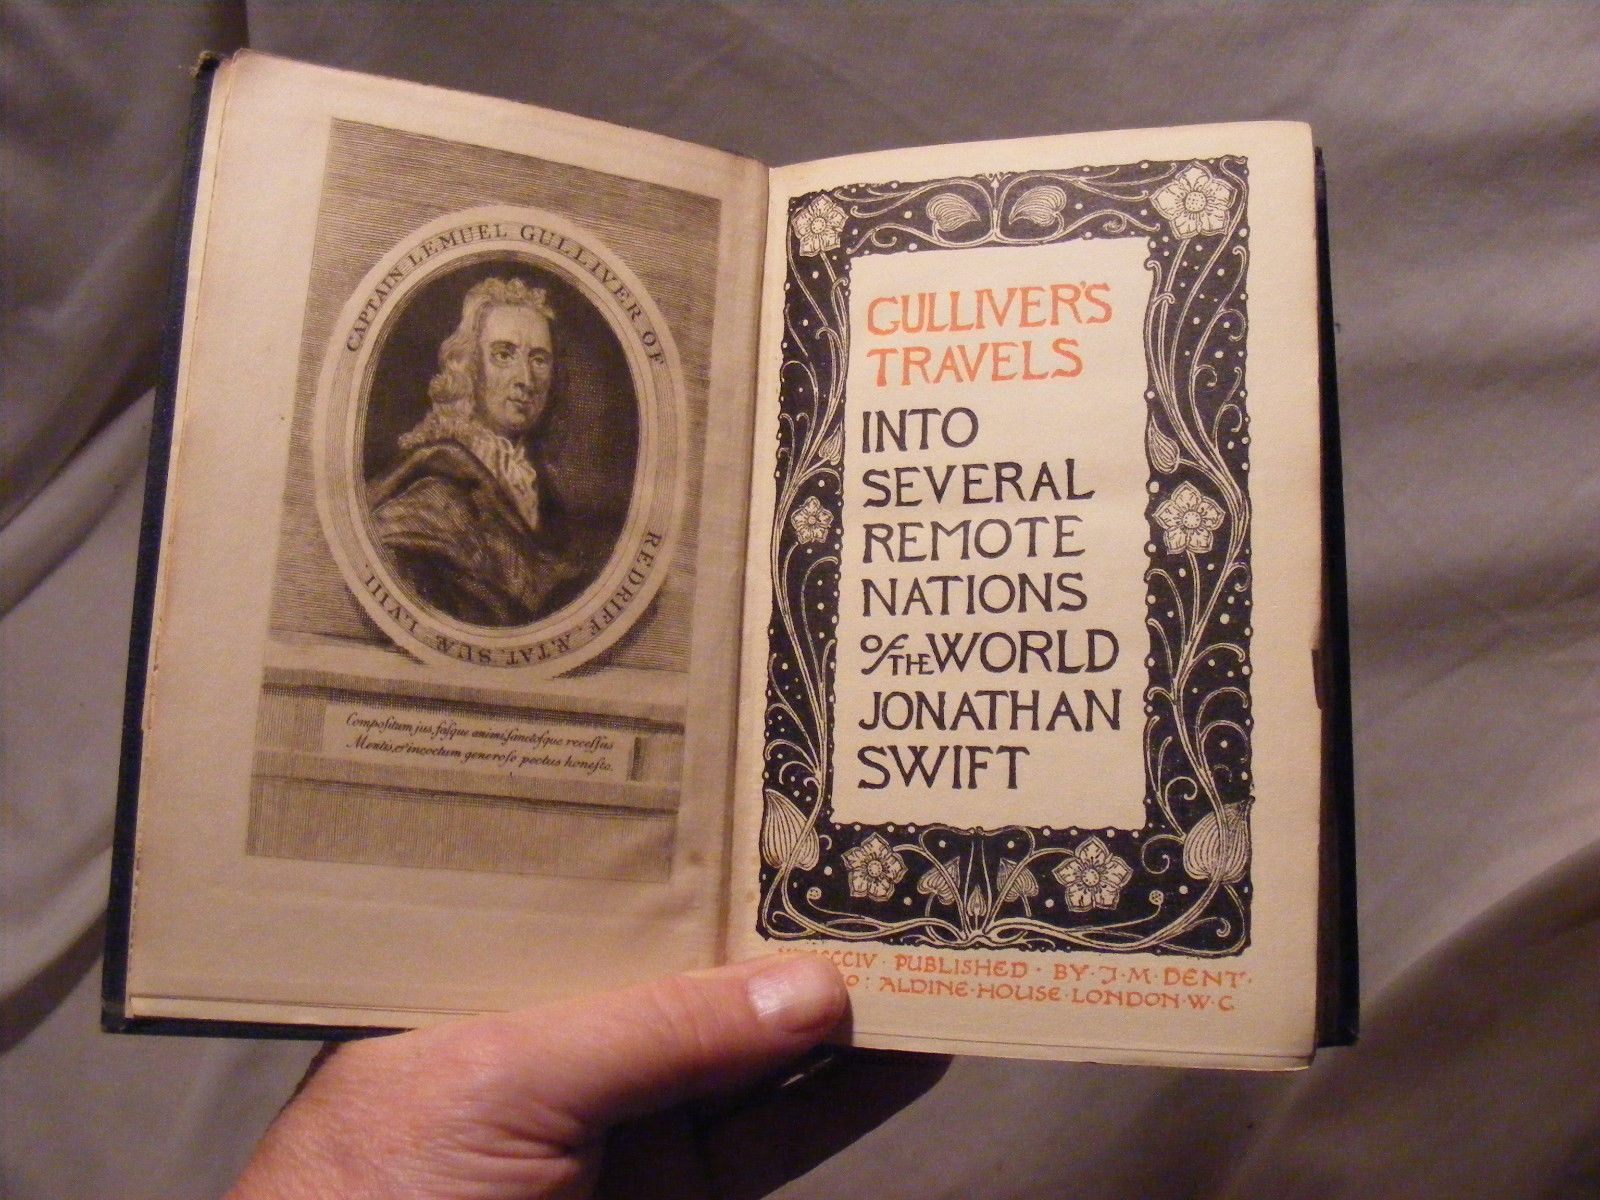 CAPTAIN LEMUEL GULLIVER OF REDRIFF ÆTAT. SUÆ LVIII.
Compoſitum jus, faſque animi, ſanctoſque receſſus
Mentis, et incoctum generoſo pectus honeſto.
GULLIVER'S
TRAVELS
INTO
SEVERAL
REMOTE
NATIONS
of THE WORLD
JONATHAN
SWIFT
PUBLISHED · BY · J · M · DENT ·
ALDINE · HOUSE · LONDON · W · C